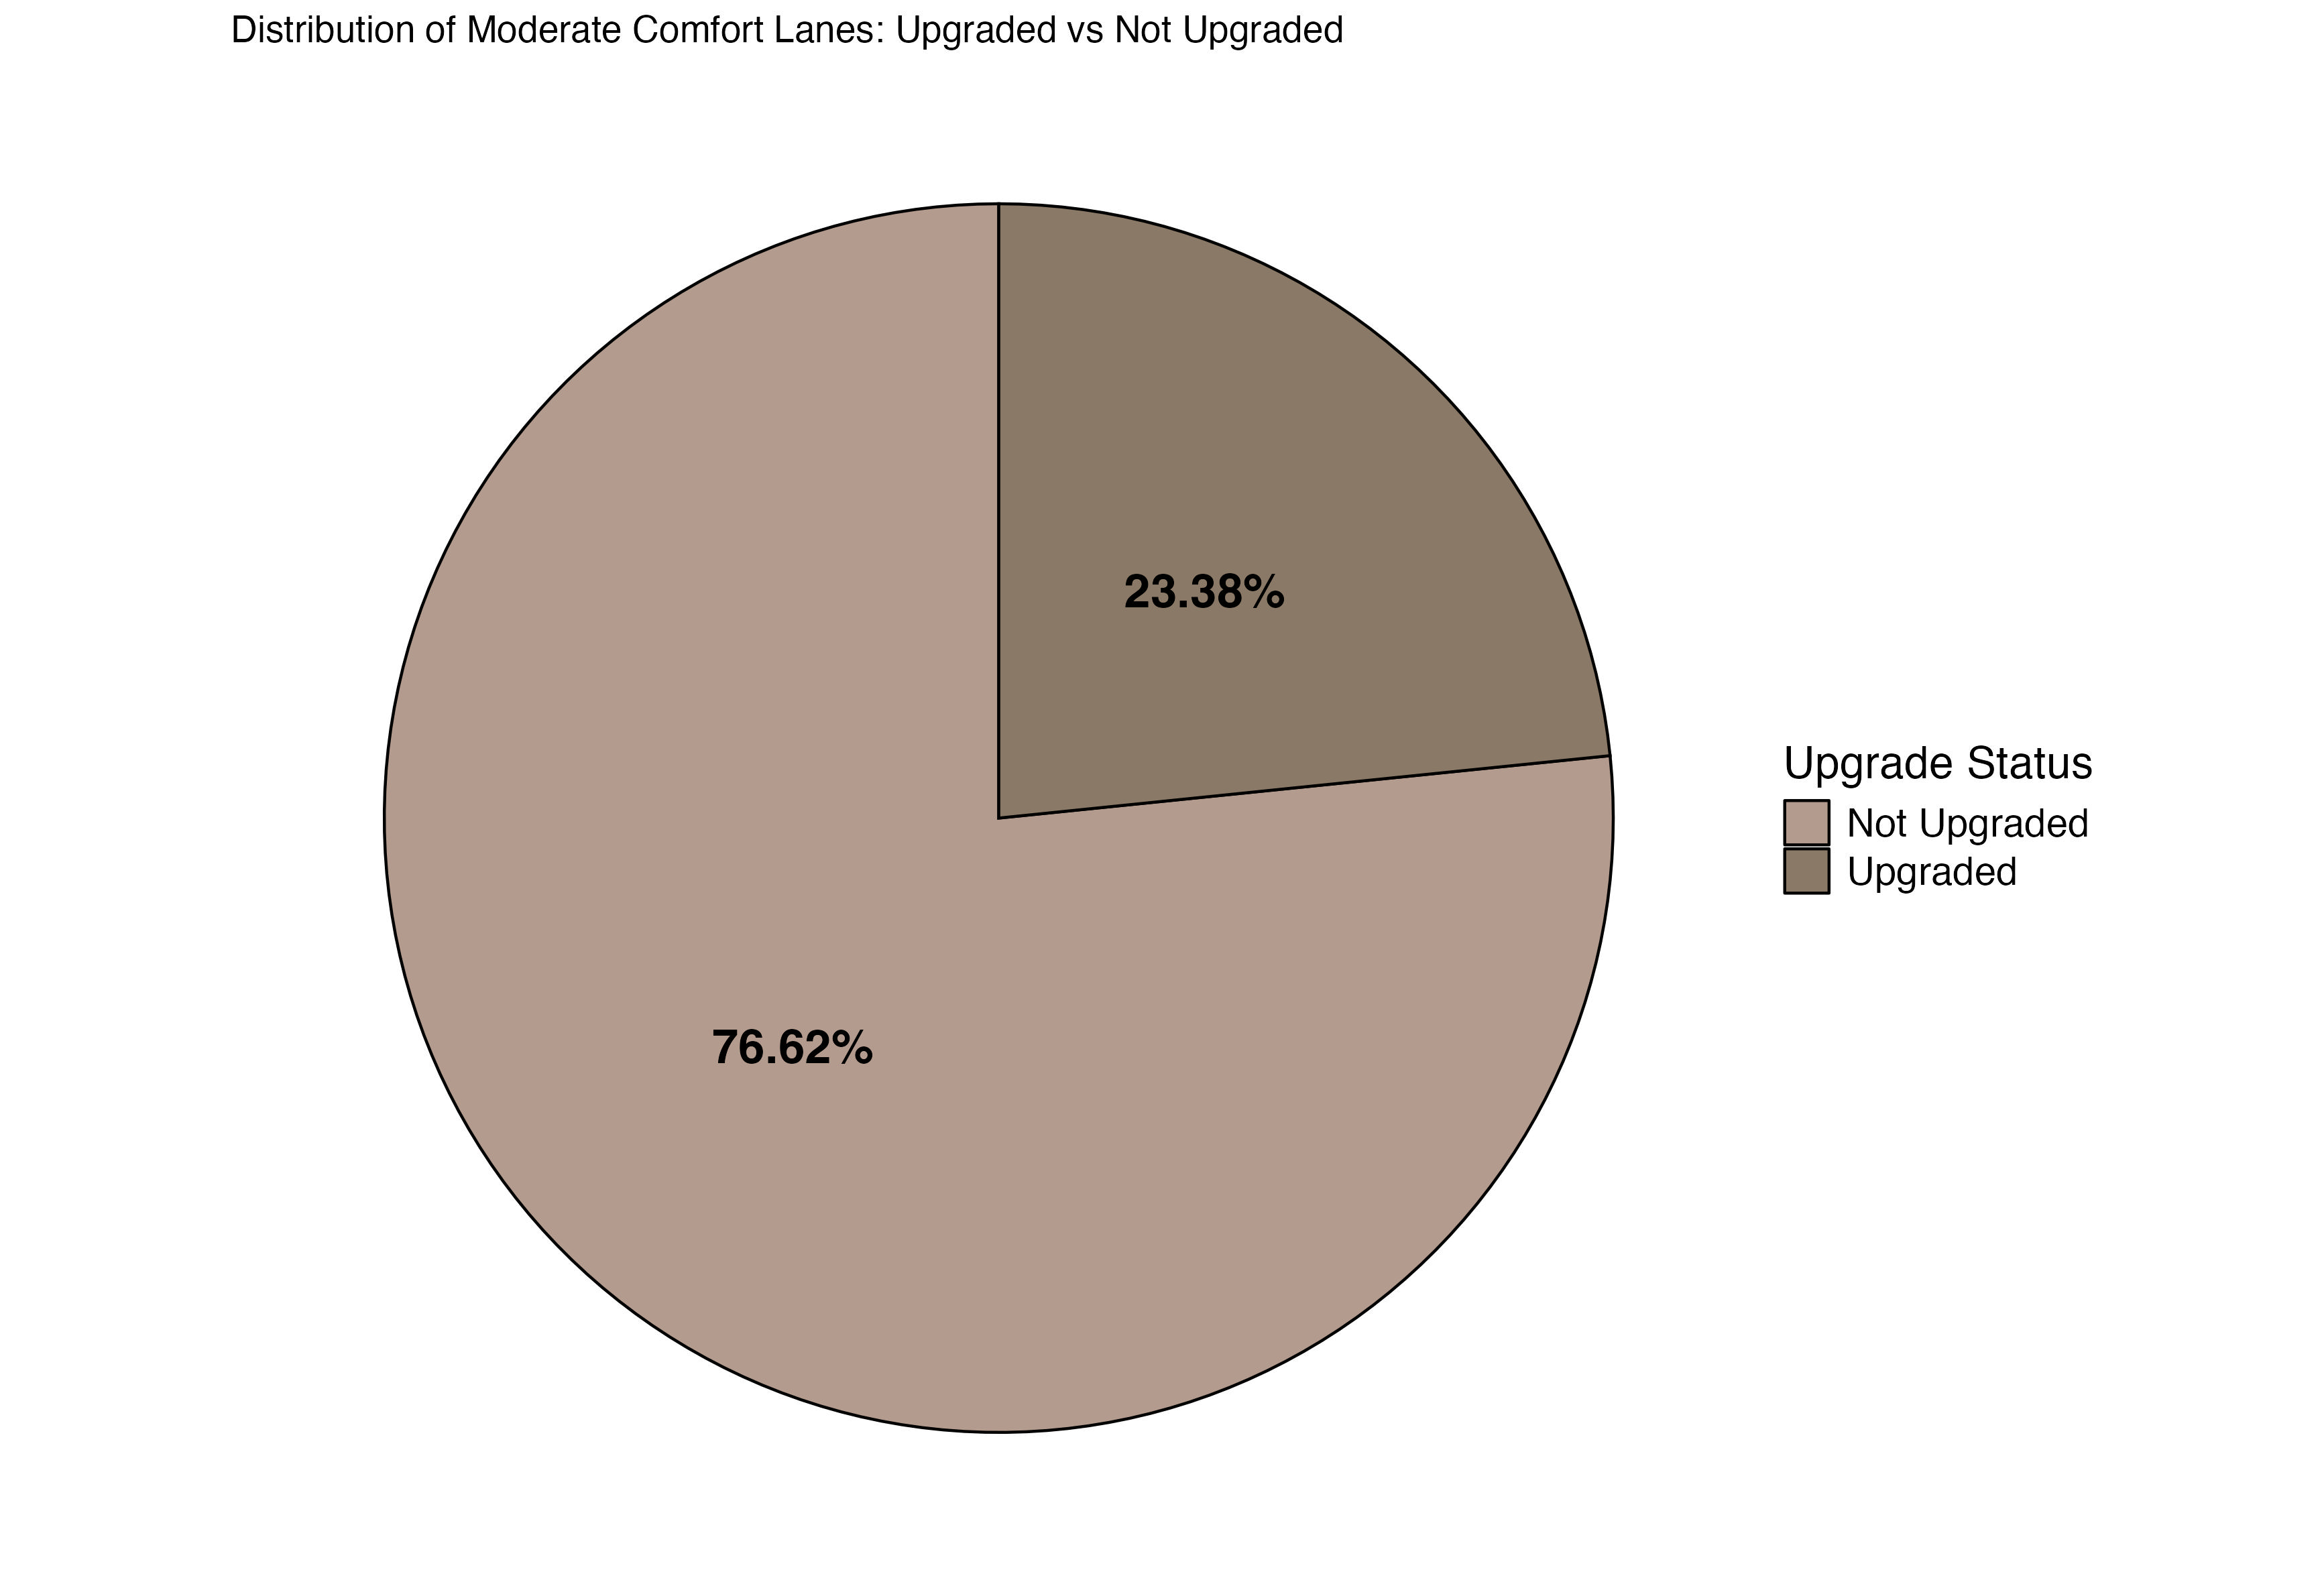 Distribution of Moderate Comfort Lanes: Upgraded vs Not Upgraded
23.38%
76.62%
Upgrade Status
Not Upgraded
Upgraded